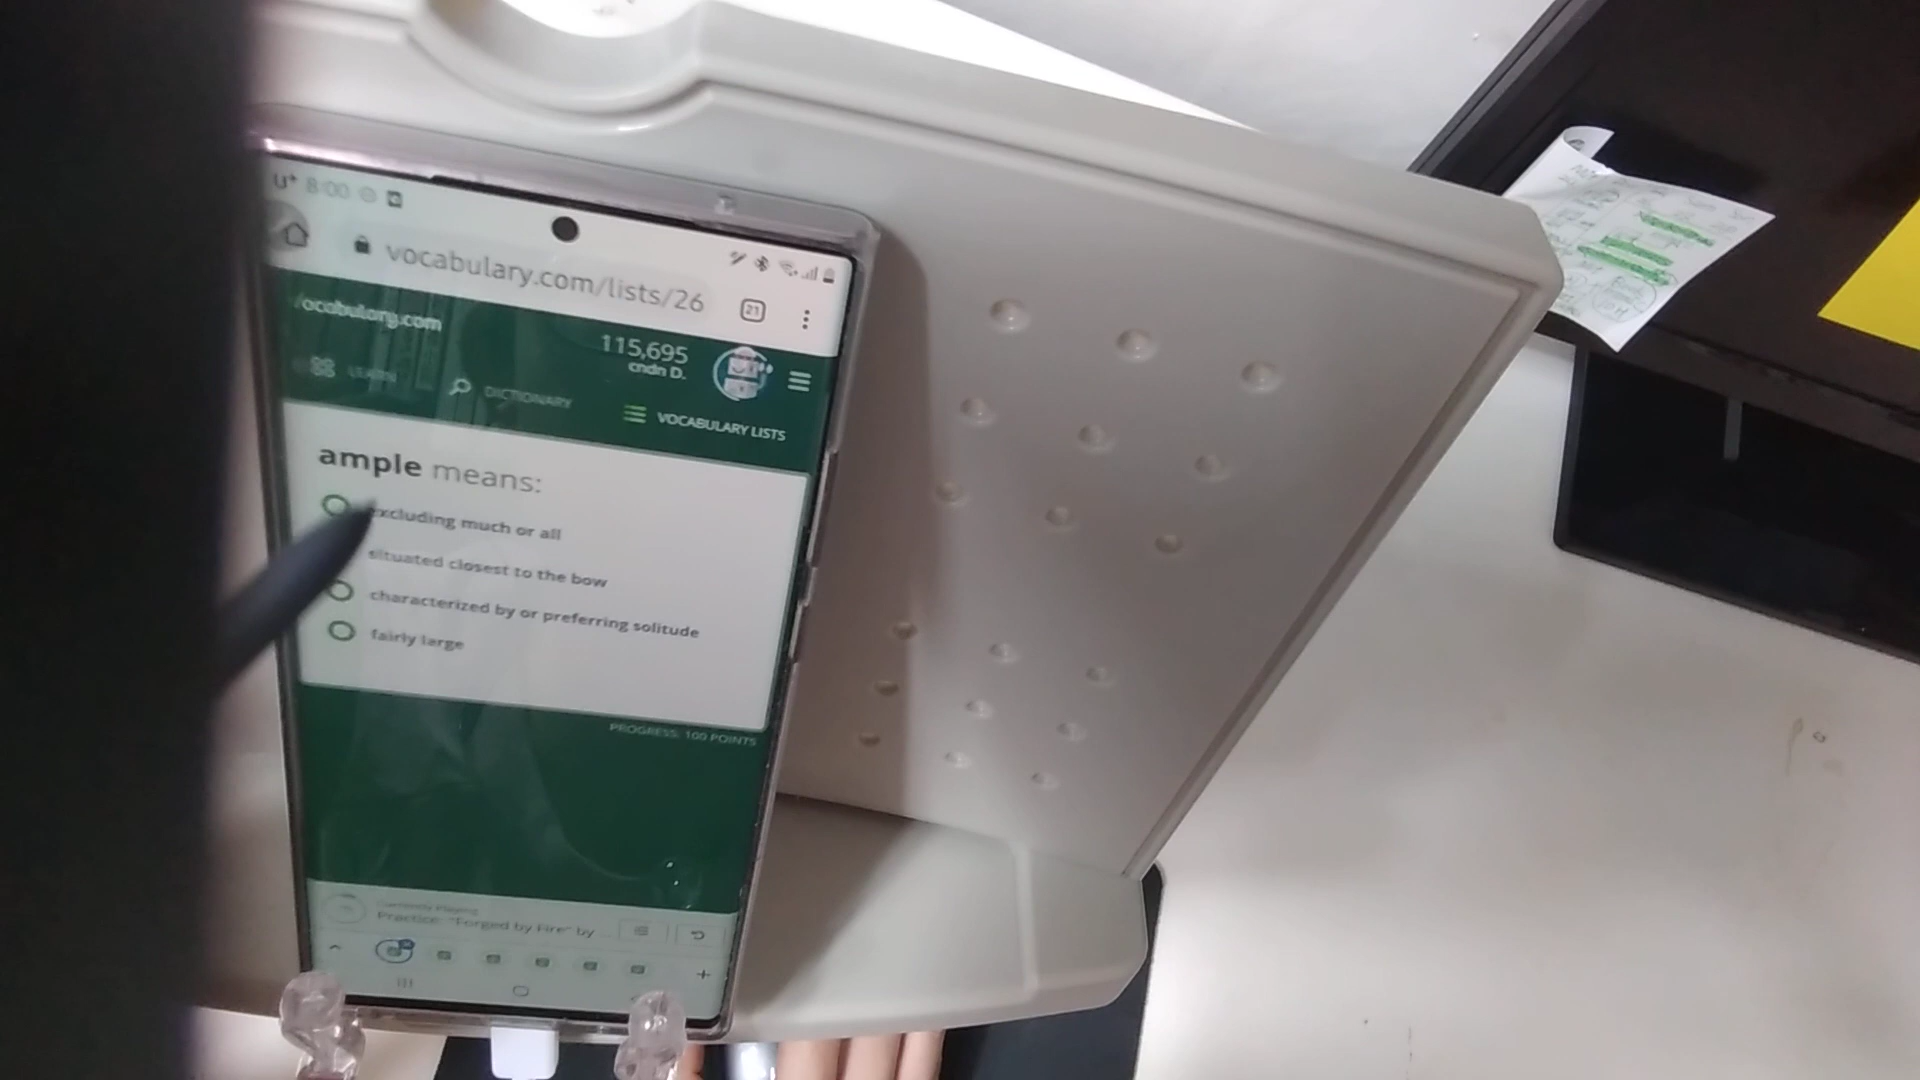 U+ 8:00
vocabulary.com/lists/26
21
ocabulary.com
115,695
cndn D.
LEARN
DICTIONARY
VOCABULARY LISTS
ample means:
excluding much or all
situated closest to the bow
characterized by or preferring solitude
fairly large
PROGRESS: 100 POINTS
Currently Playing
Practice "Forged by Fire" by